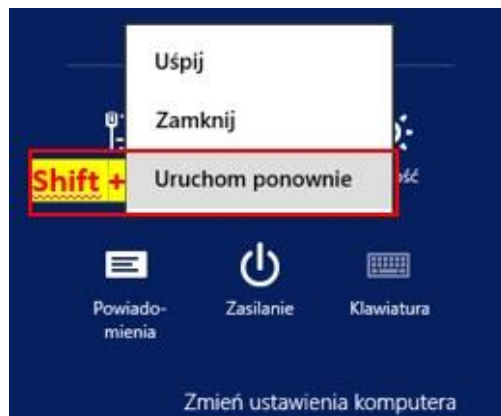 Uśpij
Zamknij
Shift + Uruchom ponownie
Powiado-
mienia
Zasilanie
Klawiatura
Zmień ustawienia komputera